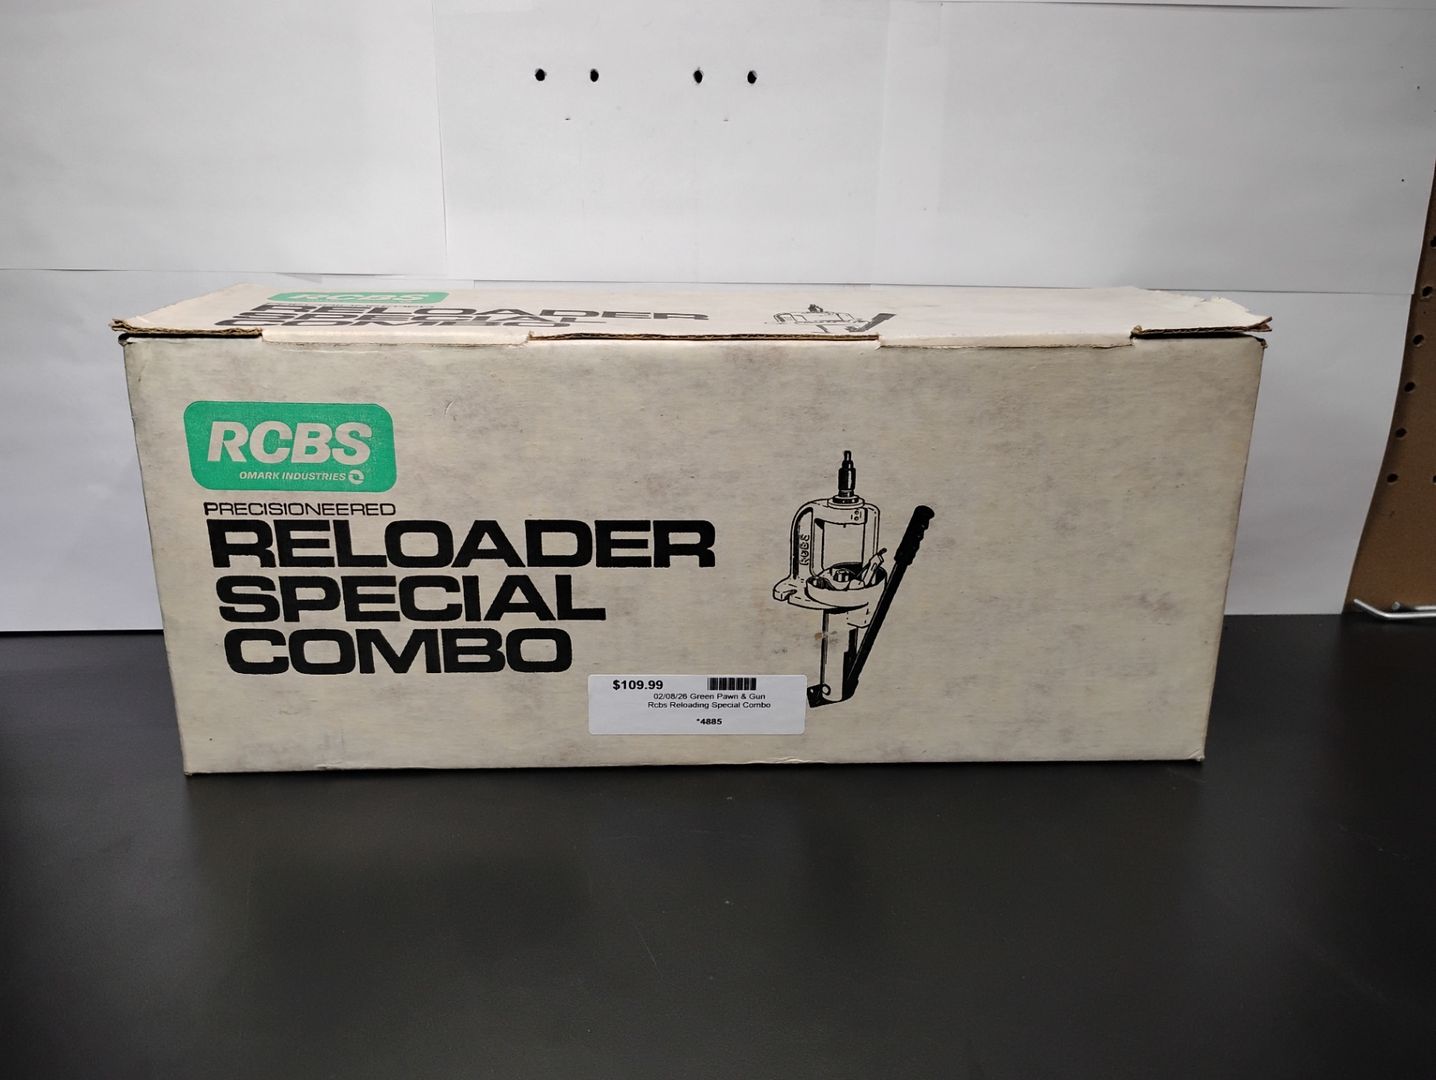 RCBS
RELOADER
SPECIAL
COMBO
RCBS
OMARK INDUSTRIES
PRECISIONEERED
RELOADER
SPECIAL
COMBO
RCBS
$109.99
02/08/26 Green Pawn & Gun
Rcbs Reloading Special Combo
*4885